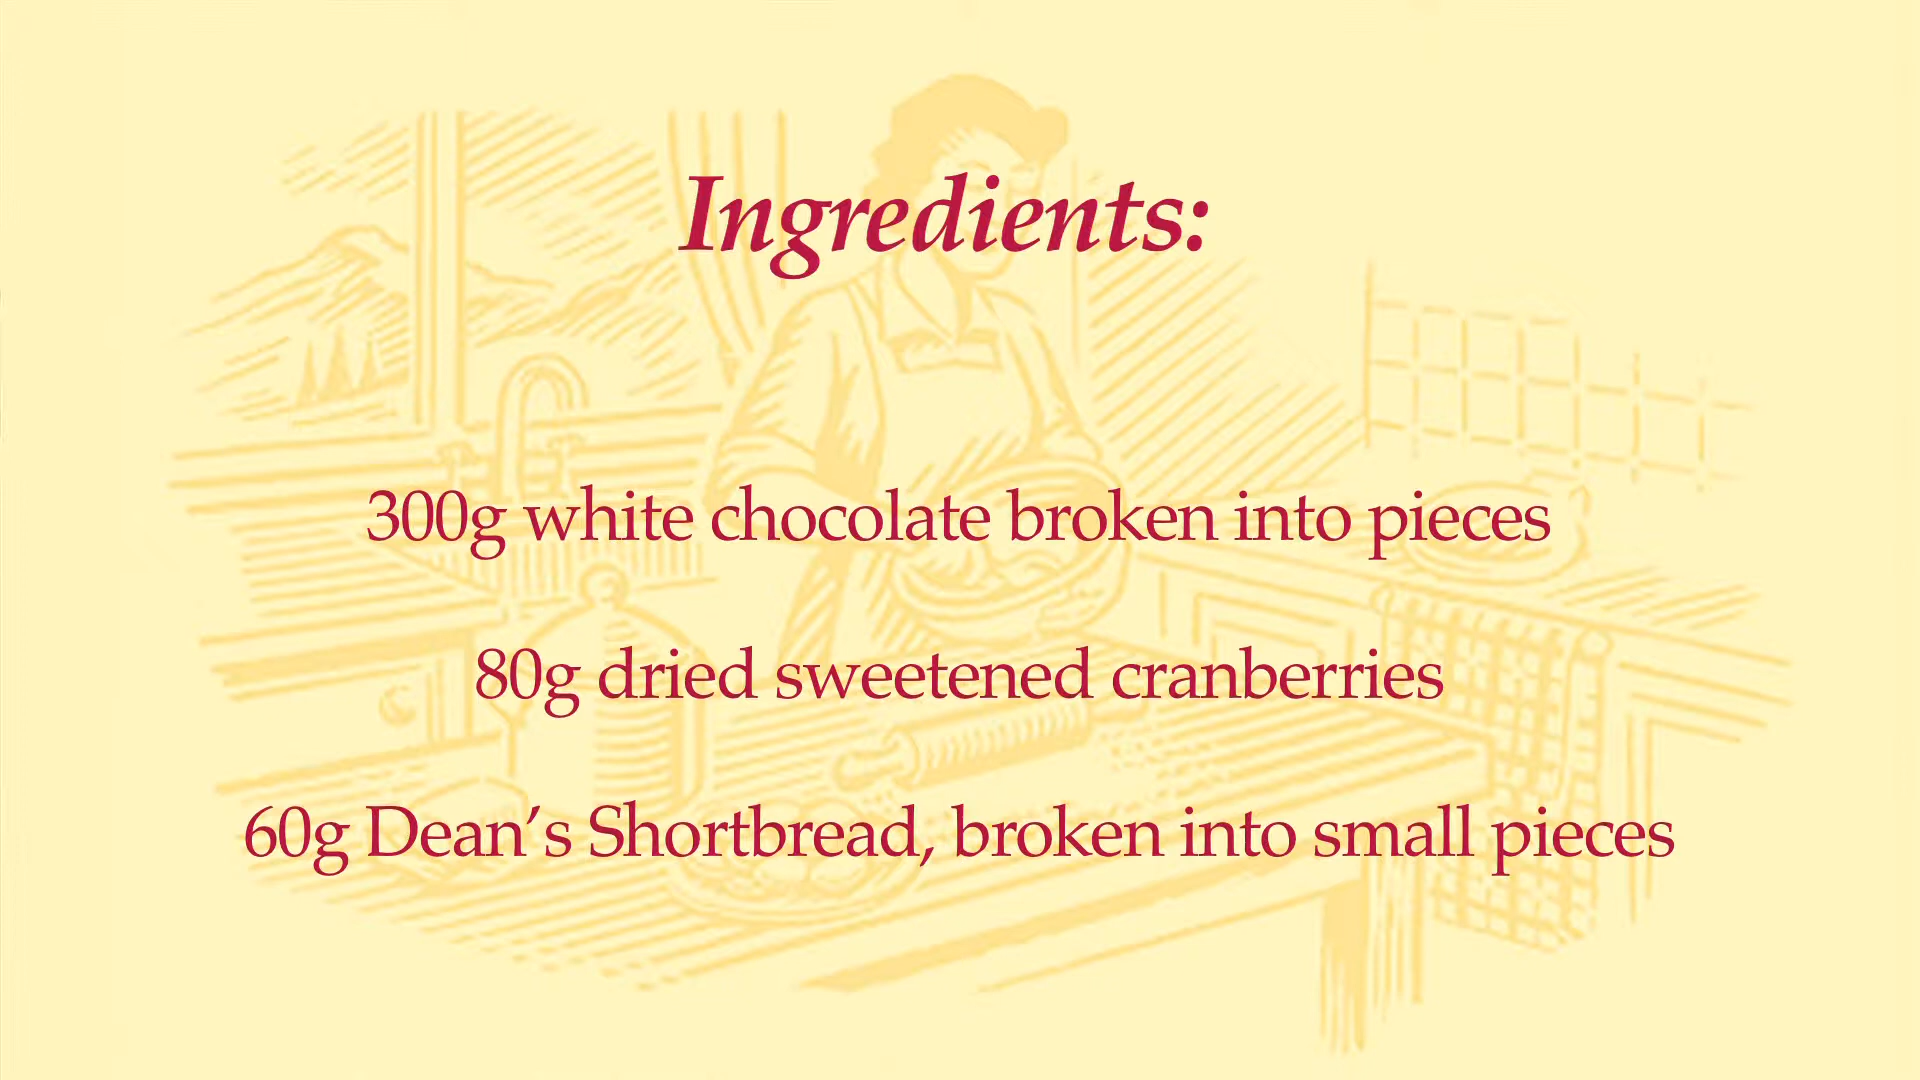 Ingredients:
300g white chocolate broken into pieces
80g dried sweetened cranberries
60g Dean’s Shortbread, broken into small pieces